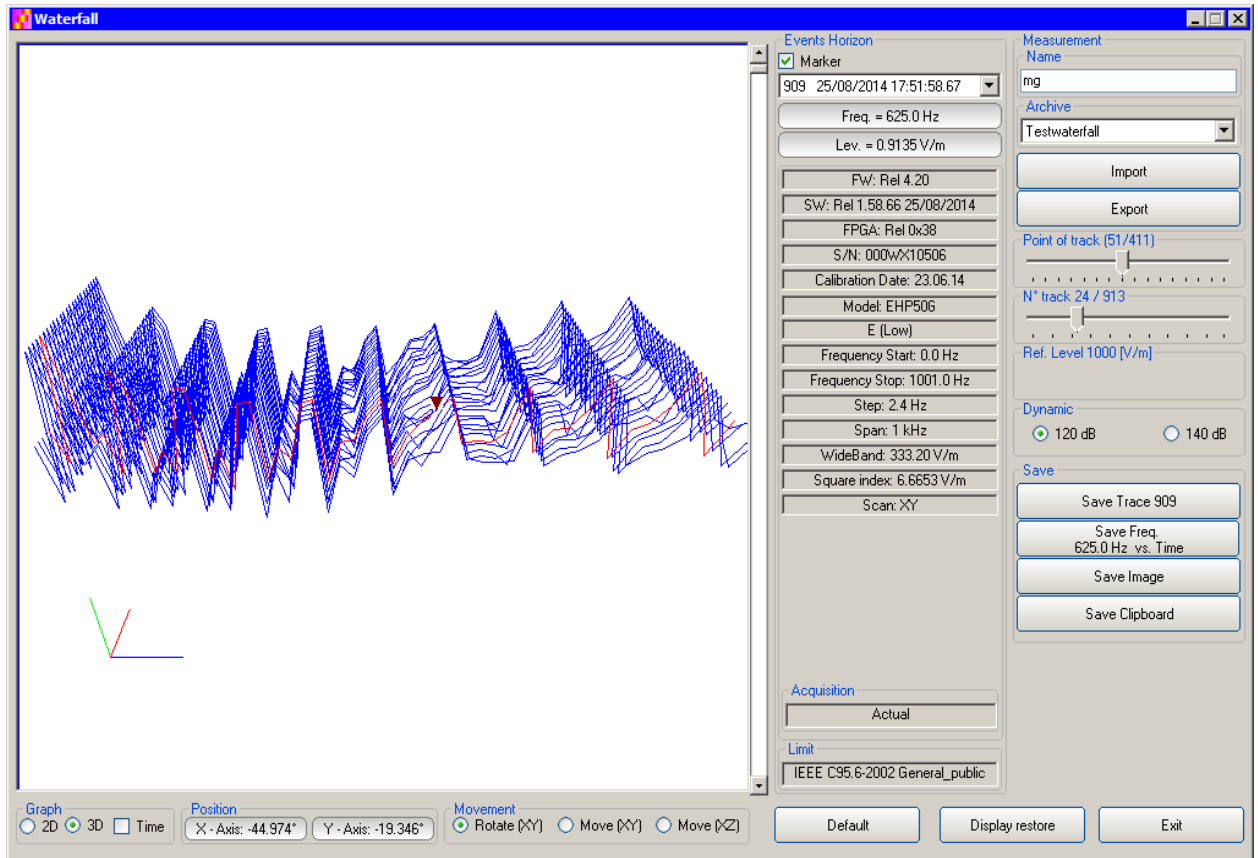 Waterfall
Events Horizon
Marker
909 25/08/2014 17:51:58.67
Freq. = 625.0 Hz
Lev. = 0.9135 V/m
FW: Rel 4.20
SW: Rel 1.58.66 25/08/2014
FPGA: Rel 0x38
S/N: 000WX10506
Calibration Date: 23.06.14
Model: EHP50G
E (Low)
Frequency Start: 0.0 Hz
Frequency Stop: 1001.0 Hz
Step: 2.4 Hz
Span: 1 kHz
WideBand: 333.20 V/m
Square index: 6.6653 V/m
Scan: XY
Acquisition
Actual
Limit
IEEE C95.6-2002 General_public
Measurement
Name
mg
Archive
Testwaterfall
Import
Export
Point of track (51/411)
N° track 24 / 913
Ref. Level 1000 [V/m]
Dynamic
120 dB 140 dB
Save
Save Trace 909
Save Freq.
625.0 Hz vs. Time
Save Image
Save Clipboard
Graph
2D 3D Time
Position
X - Axis: -44.974° Y - Axis: -19.346°
Movement
Rotate (XY) Move (XY) Move (XZ)
Default Display restore Exit